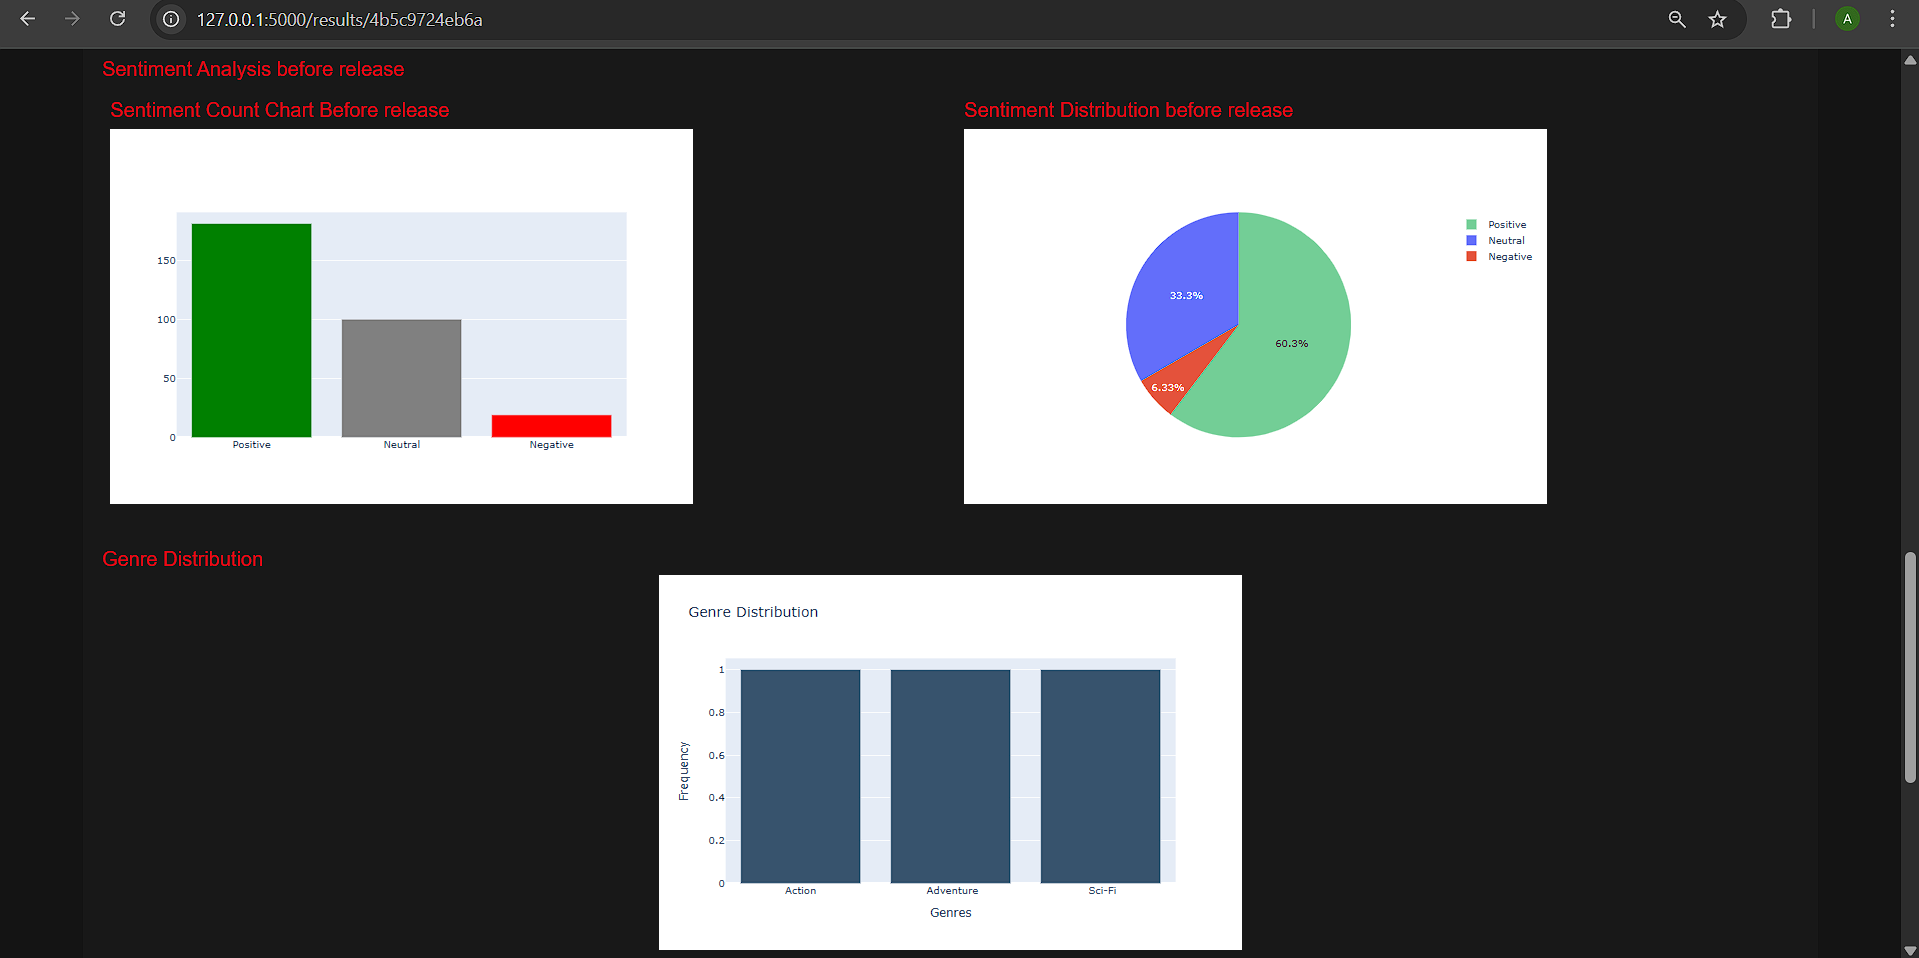 127.0.0.1:5000/results/4b5c9724eb6a
A
Sentiment Analysis before release
Sentiment Count Chart Before release
150
100
50
0
Positive
Neutral
Negative
Sentiment Distribution before release
33.3%
60.3%
6.33%
Positive
Neutral
Negative
Genre Distribution
Genre Distribution
Frequency
1
0.8
0.6
0.4
0.2
0
Action
Adventure
Sci-Fi
Genres